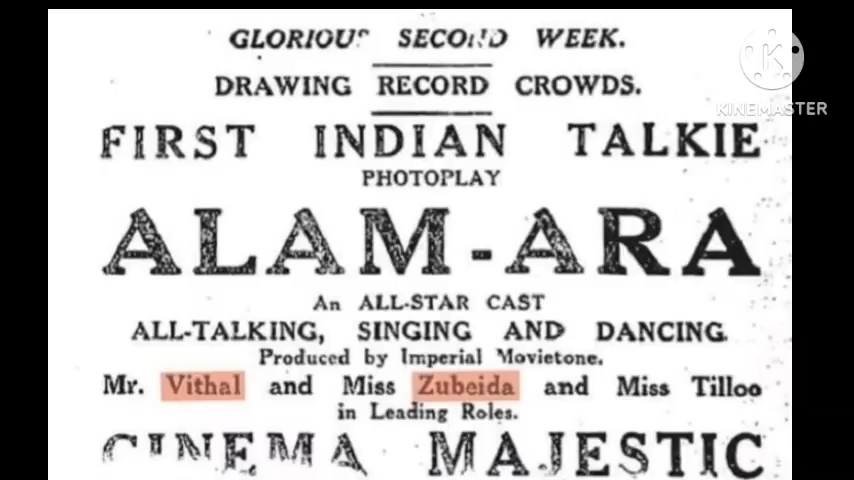 GLORIOUS SECOND WEEK.
DRAWING RECORD CROWDS.
FIRST INDIAN TALKIE
PHOTOPLAY
ALAM-ARA
An ALL-STAR CAST
ALL-TALKING, SINGING AND DANCING
Produced by Imperial Movietone.
Mr. Vithal and Miss Zubeida and Miss Tilloo
in Leading Roles.
CINEMA MAJESTIC
K
KINEMASTER